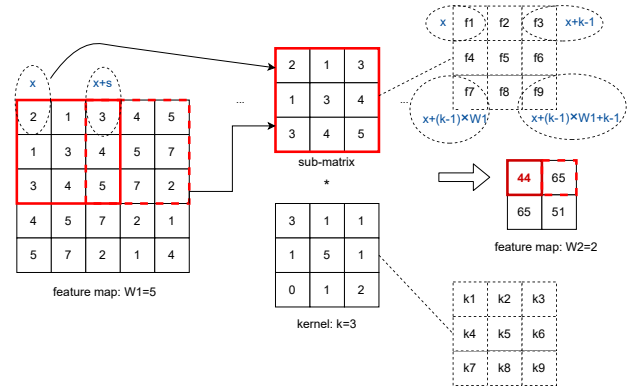 x f1 f2 f3 x+k-1
f4 f5 f6
f7 f8 f9
x+(k-1)×W1 x+(k-1)×W1+k-1
x x+s
2 1 3 4 5
1 3 4 5 7
3 4 5 7 2
4 5 7 2 1
5 7 2 1 4
feature map: W1=5
...
2 1 3
1 3 4
3 4 5
sub-matrix
...
*
3 1 1
1 5 1
0 1 2
kernel: k=3
44 65
65 51
feature map: W2=2
k1 k2 k3
k4 k5 k6
k7 k8 k9